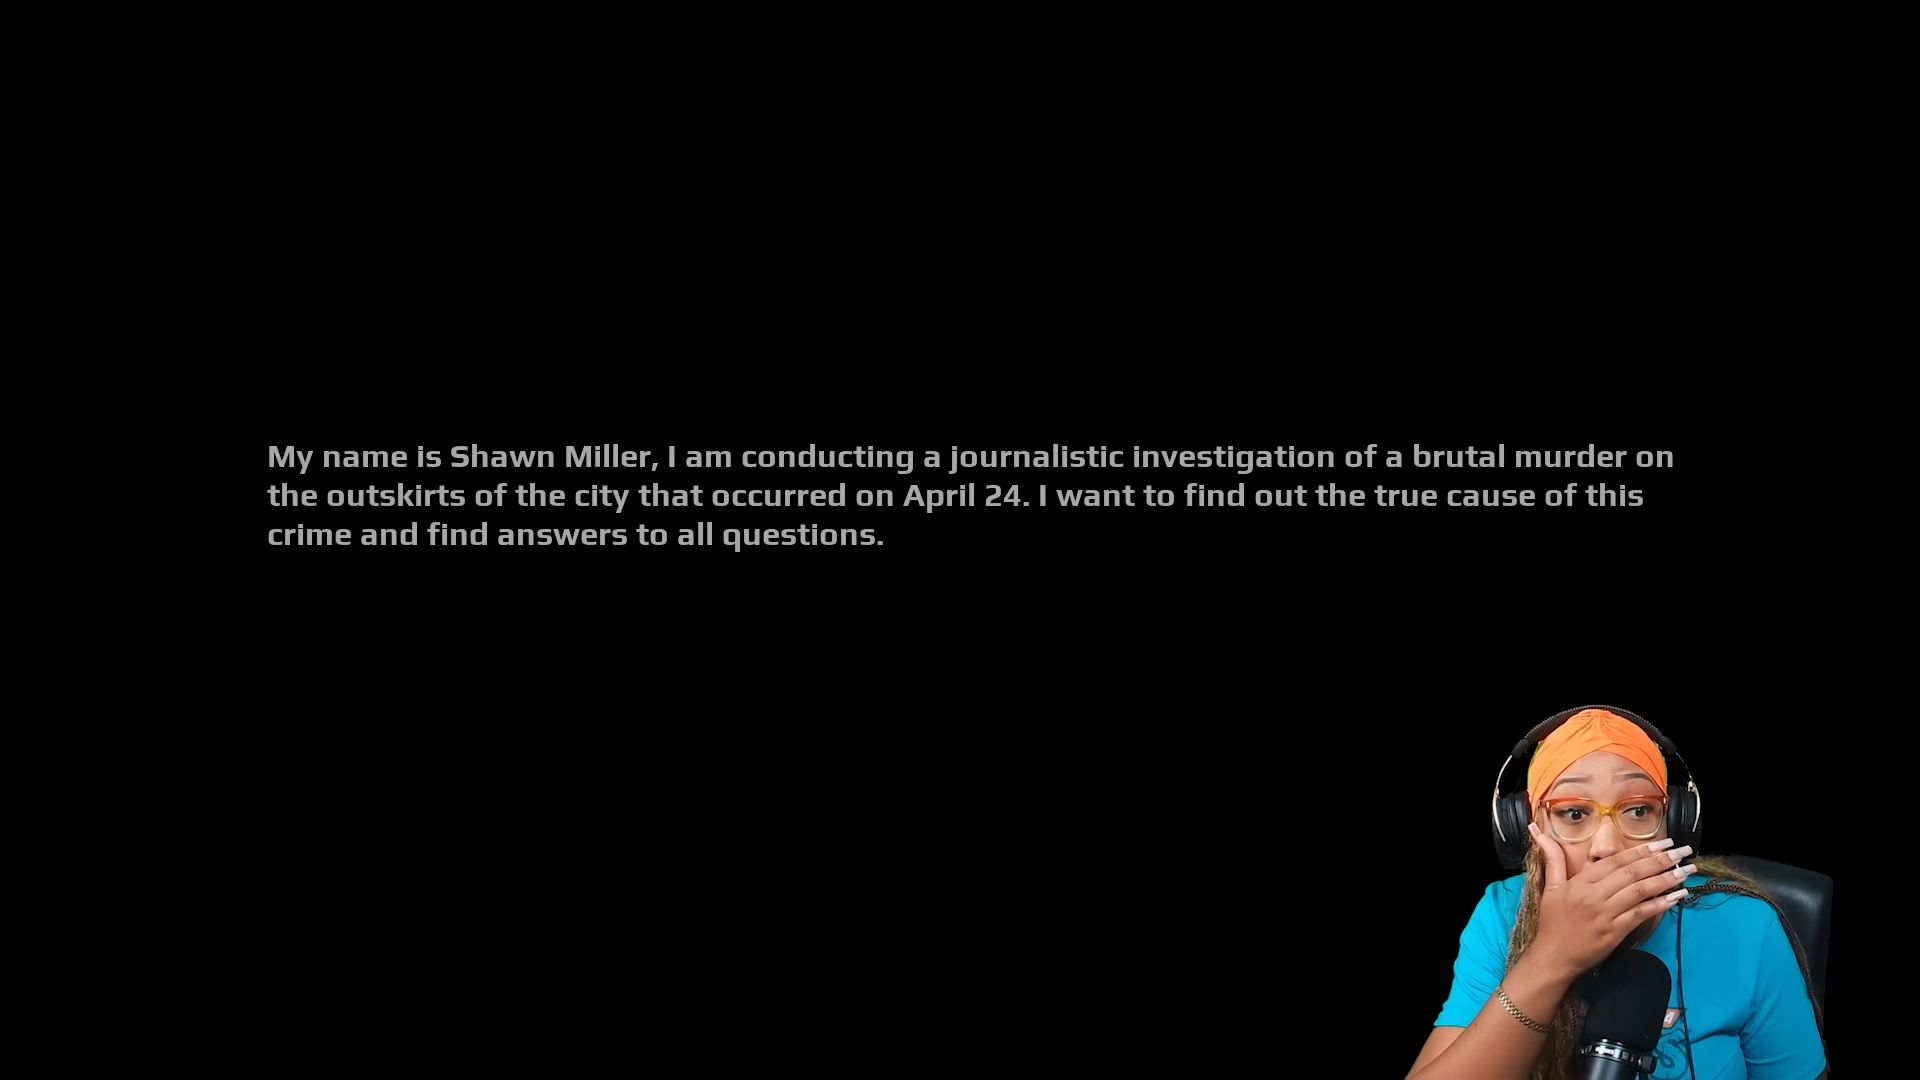 My name is Shawn Miller, I am conducting a journalistic investigation of a brutal murder on
the outskirts of the city that occurred on April 24. I want to find out the true cause of this
crime and find answers to all questions.